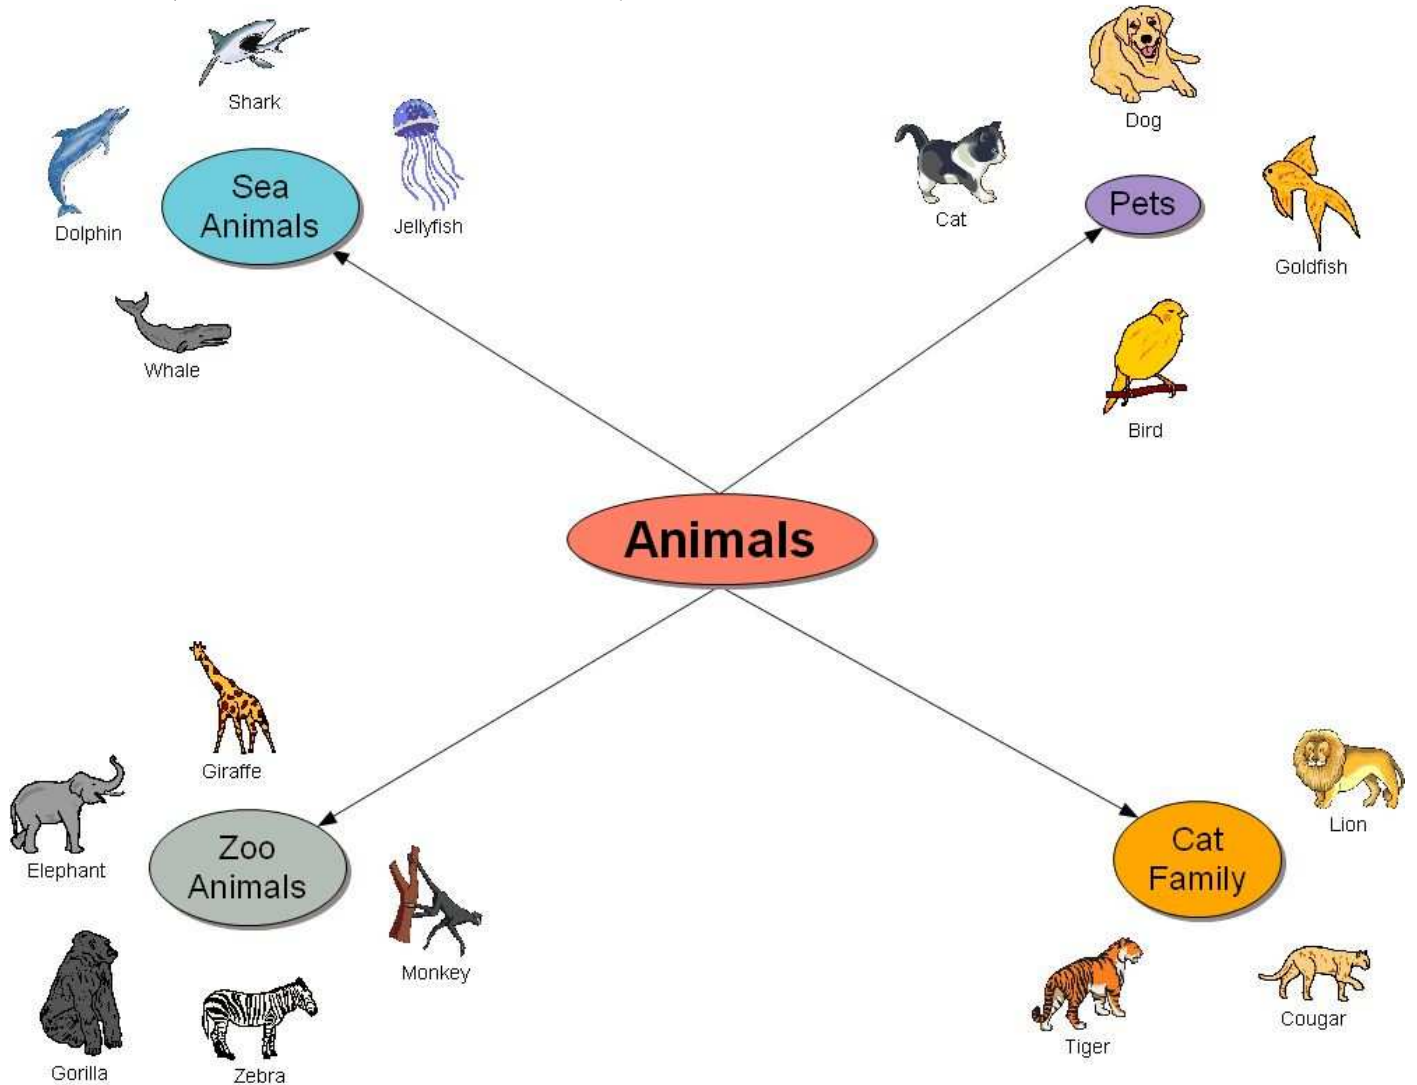 Shark
Dolphin
Sea
Animals
Jellyfish
Whale
Dog
Cat
Pets
Goldfish
Bird
Animals
Giraffe
Elephant
Zoo
Animals
Monkey
Gorilla
Zebra
Lion
Cat
Family
Tiger
Cougar